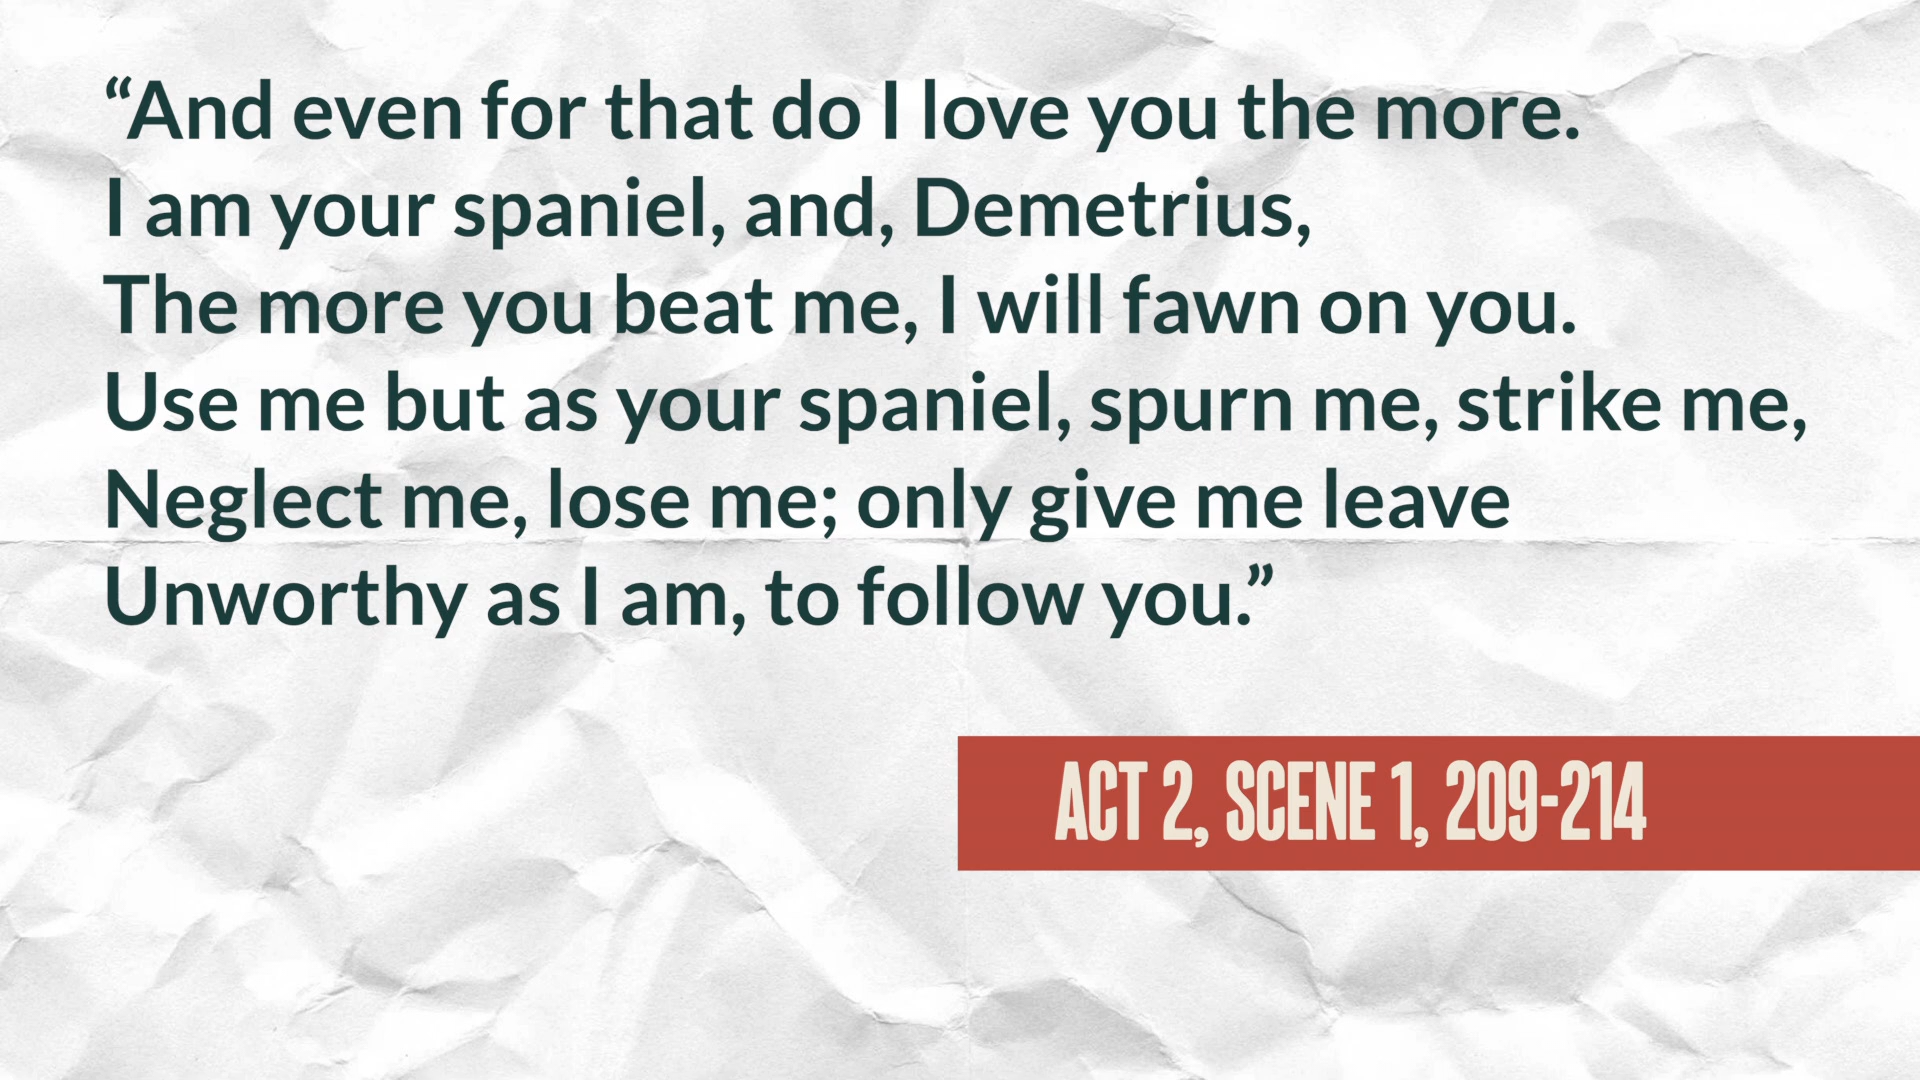 “And even for that do I love you the more.
I am your spaniel, and, Demetrius,
The more you beat me, I will fawn on you.
Use me but as your spaniel, spurn me, strike me,
Neglect me, lose me; only give me leave
Unworthy as I am, to follow you.”
ACT 2, SCENE 1, 209-214